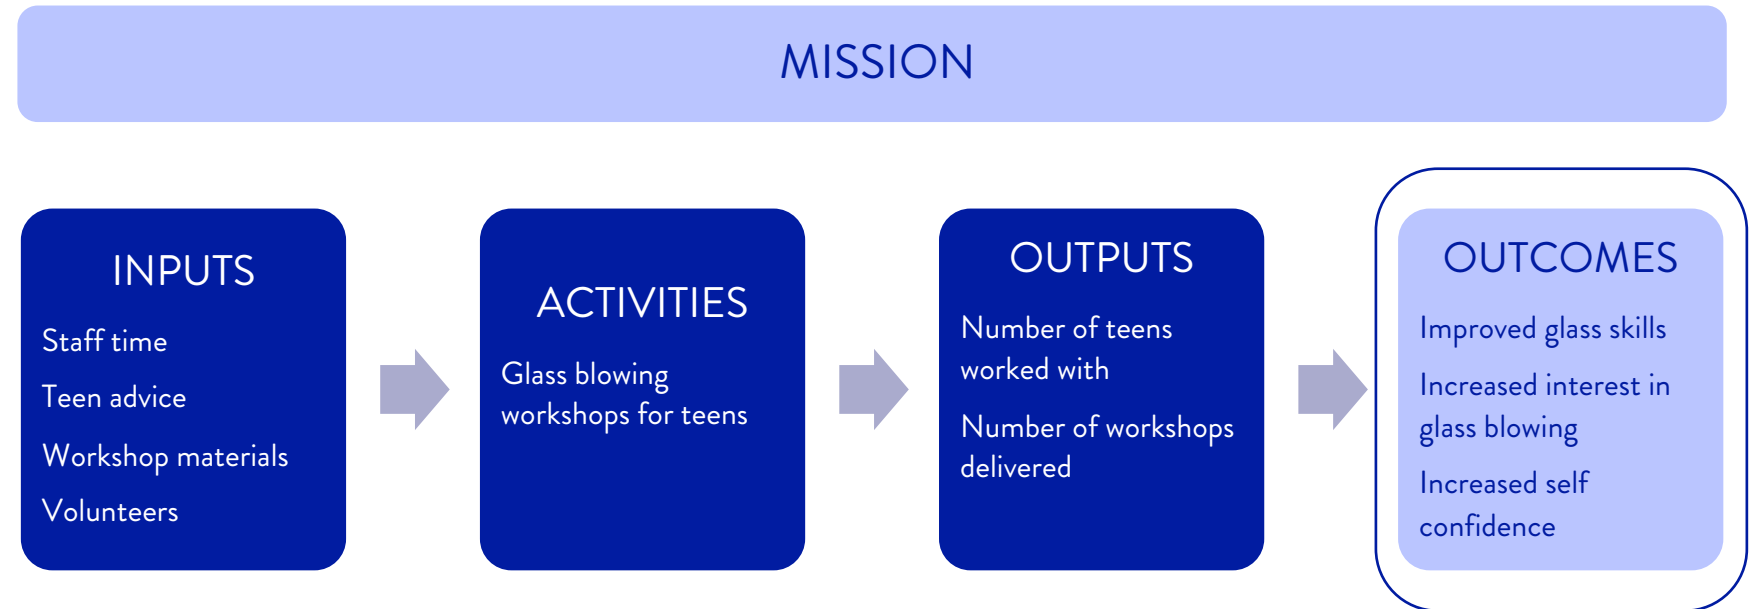 MISSION
INPUTS
Staff time
Teen advice
Workshop materials
Volunteers
ACTIVITIES
Glass blowing
workshops for teens
OUTPUTS
Number of teens
worked with
Number of workshops
delivered
OUTCOMES
Improved glass skills
Increased interest in
glass blowing
Increased self
confidence